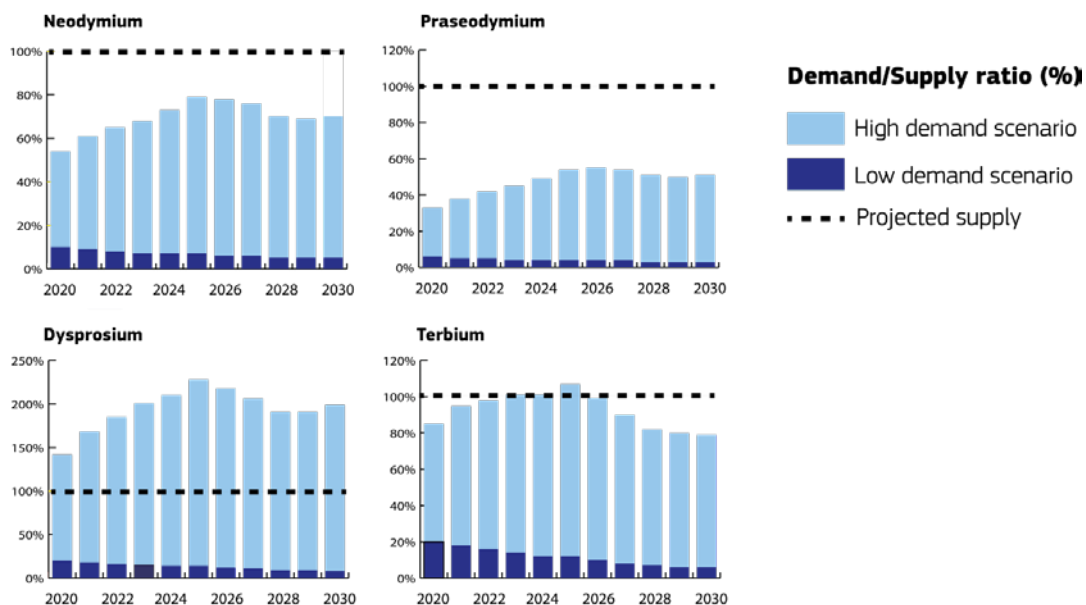 Neodymium
100%
80%
60%
40%
20%
0%
2020 2022 2024 2026 2028 2030
Praseodymium
120%
100%
80%
60%
40%
20%
0%
2020 2022 2024 2026 2028 2030
Demand/Supply ratio (%)
High demand scenario
Low demand scenario
Projected supply
Dysprosium
250%
200%
150%
100%
50%
0%
2020 2022 2024 2026 2028 2030
Terbium
120%
100%
80%
60%
40%
20%
0%
2020 2022 2024 2026 2028 2030